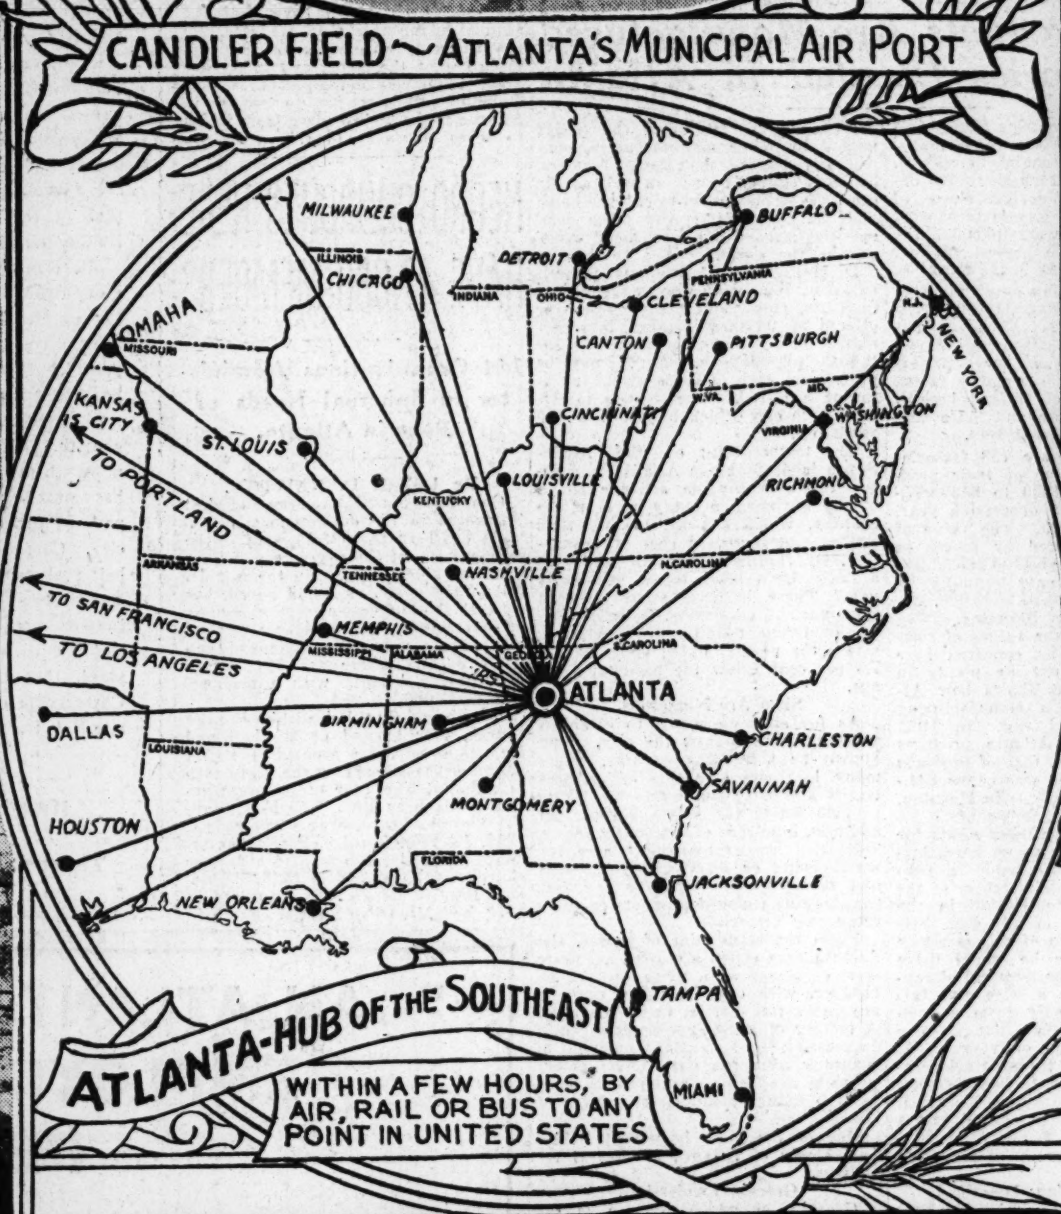 CANDLER FIELD ~ ATLANTA'S MUNICIPAL AIR PORT
MILWAUKEE
BUFFALO
ILLINOIS
DETROIT
CHICAGO
PENNSYLVANIA
INDIANA
OHIO
CLEVELAND
N.J.
NEW YORK
OMAHA
MISSOURI
CANTON
PITTSBURGH
MD.
W.VA.
KANSAS
CITY
CINCINNATI
D.C.
WASHINGTON
VIRGINIA
ST. LOUIS
TO PORTLAND
LOUISVILLE
RICHMOND
KENTUCKY
ARKANSAS
TENNESSEE
NASHVILLE
N.CAROLINA
TO SAN FRANCISCO
MEMPHIS
MISSISSIPPI
ALABAMA
GEORGIA
S.CAROLINA
TO LOS ANGELES
ATLANTA
DALLAS
BIRMINGHAM
CHARLESTON
LOUISIANA
SAVANNAH
MONTGOMERY
HOUSTON
FLORIDA
JACKSONVILLE
NEW ORLEANS
TAMPA
MIAMI
ATLANTA-HUB OF THE SOUTHEAST.
WITHIN A FEW HOURS, BY
AIR, RAIL OR BUS TO ANY
POINT IN UNITED STATES